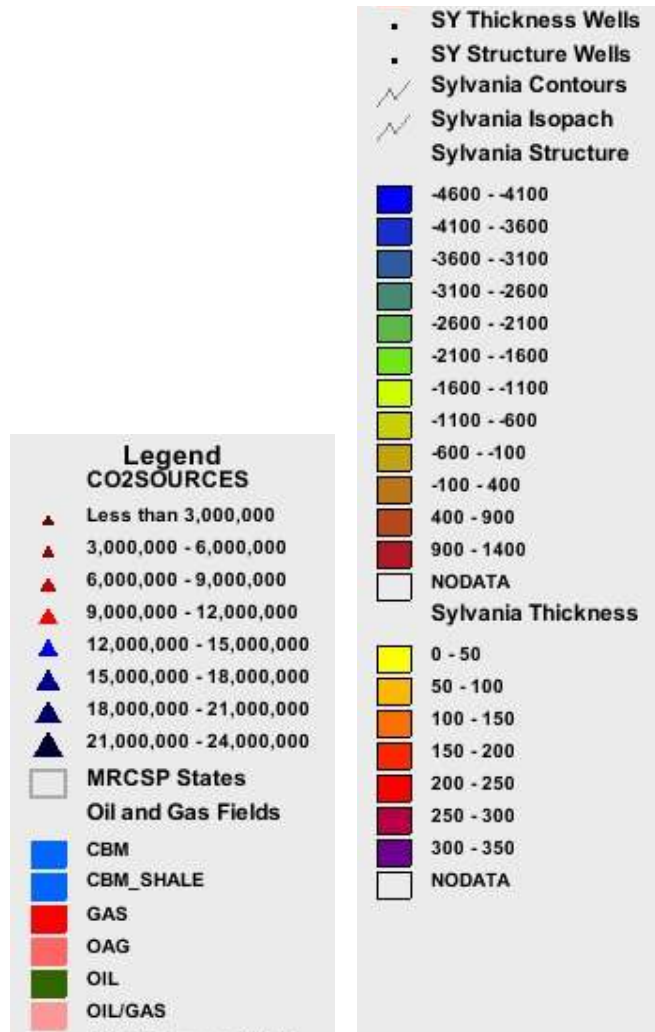 Legend
CO2SOURCES
Less than 3,000,000
3,000,000 - 6,000,000
6,000,000 - 9,000,000
9,000,000 - 12,000,000
12,000,000 - 15,000,000
15,000,000 - 18,000,000
18,000,000 - 21,000,000
21,000,000 - 24,000,000
MRCSP States
Oil and Gas Fields
CBM
CBM_SHALE
GAS
OAG
OIL
OIL/GAS
SY Thickness Wells
SY Structure Wells
Sylvania Contours
Sylvania Isopach
Sylvania Structure
-4600 - -4100
-4100 - -3600
-3600 - -3100
-3100 - -2600
-2600 - -2100
-2100 - -1600
-1600 - -1100
-1100 - -600
-600 - -100
-100 - 400
400 - 900
900 - 1400
NODATA
Sylvania Thickness
0 - 50
50 - 100
100 - 150
150 - 200
200 - 250
250 - 300
300 - 350
NODATA